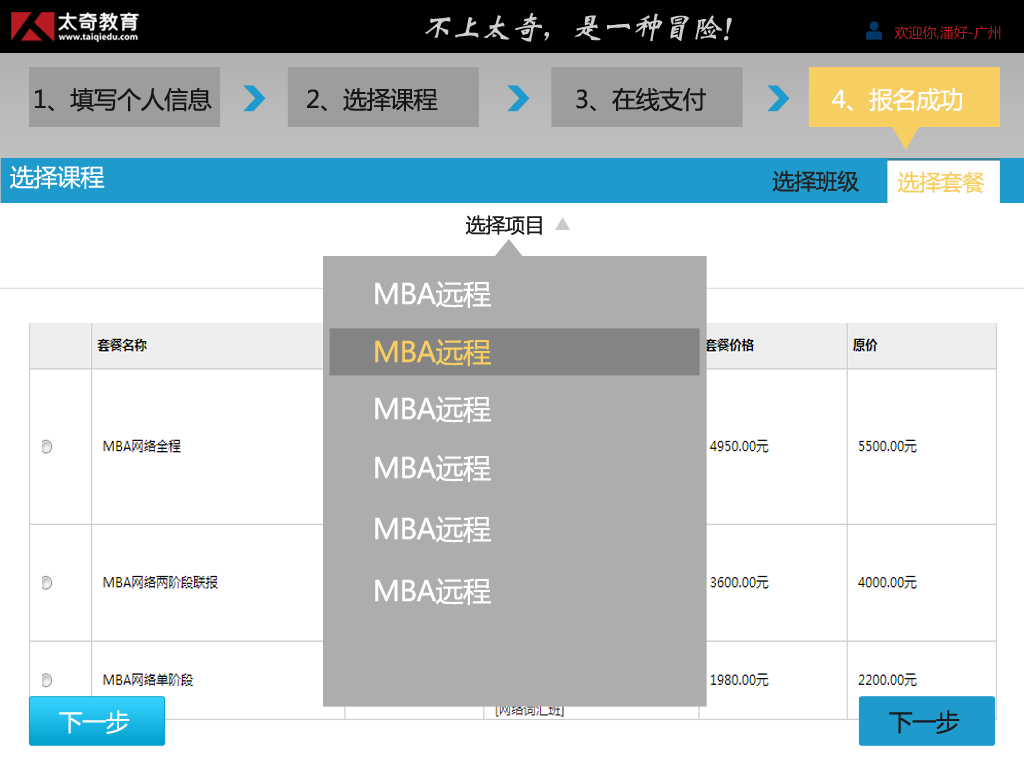 太奇教育
www.taiqiedu.com
不上太奇，是一种冒险！
欢迎你,潘好-广州
1、填写个人信息
2、选择课程
3、在线支付
4、报名成功
选择课程
选择班级
选择套餐
选择项目
MBA远程
MBA远程
MBA远程
MBA远程
MBA远程
MBA远程
套餐名称
套餐价格
原价
MBA网络全程
4950.00元
5500.00元
MBA网络两阶段联报
3600.00元
4000.00元
MBA网络单阶段
1980.00元
2200.00元
[网络词汇班]
下一步
下一步